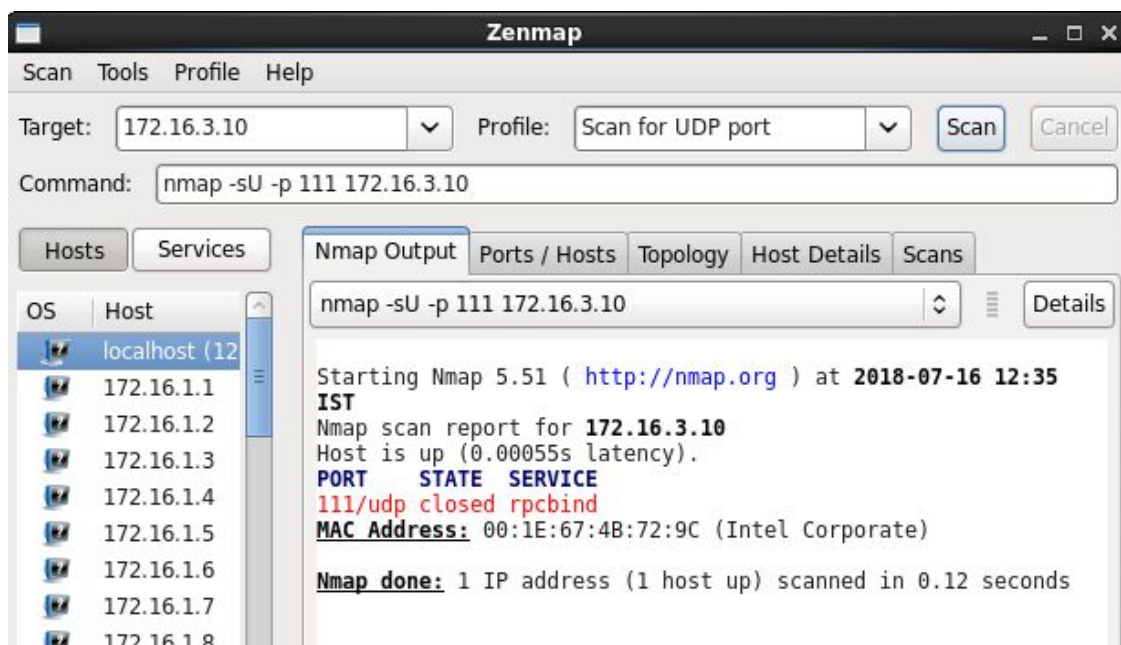 Zenmap
Scan Tools Profile Help
Target: 172.16.3.10 Profile: Scan for UDP port Scan Cancel
Command: nmap -sU -p 111 172.16.3.10
Hosts Services
Nmap Output Ports / Hosts Topology Host Details Scans
OS Host
localhost (12
172.16.1.1
172.16.1.2
172.16.1.3
172.16.1.4
172.16.1.5
172.16.1.6
172.16.1.7
172.16.1.8
nmap -sU -p 111 172.16.3.10 Details
Starting Nmap 5.51 ( http://nmap.org ) at 2018-07-16 12:35
IST
Nmap scan report for 172.16.3.10
Host is up (0.00055s latency).
PORT STATE SERVICE
111/udp closed rpcbind
MAC Address: 00:1E:67:4B:72:9C (Intel Corporate)
Nmap done: 1 IP address (1 host up) scanned in 0.12 seconds